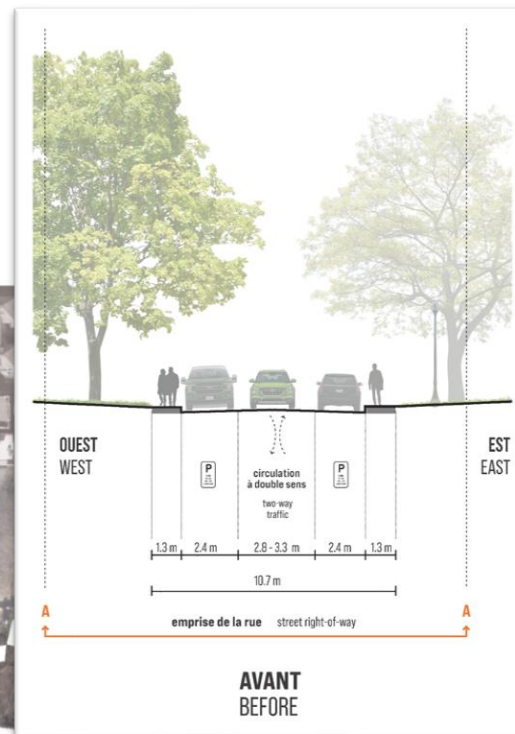 OUEST
WEST
EST
EAST
P
P
circulation
à double sens
two-way
traffic
1.3 m 2.4 m 2.8 - 3.3 m 2.4 m 1.3 m
10.7 m
A A
emprise de la rue street right-of-way
AVANT
BEFORE